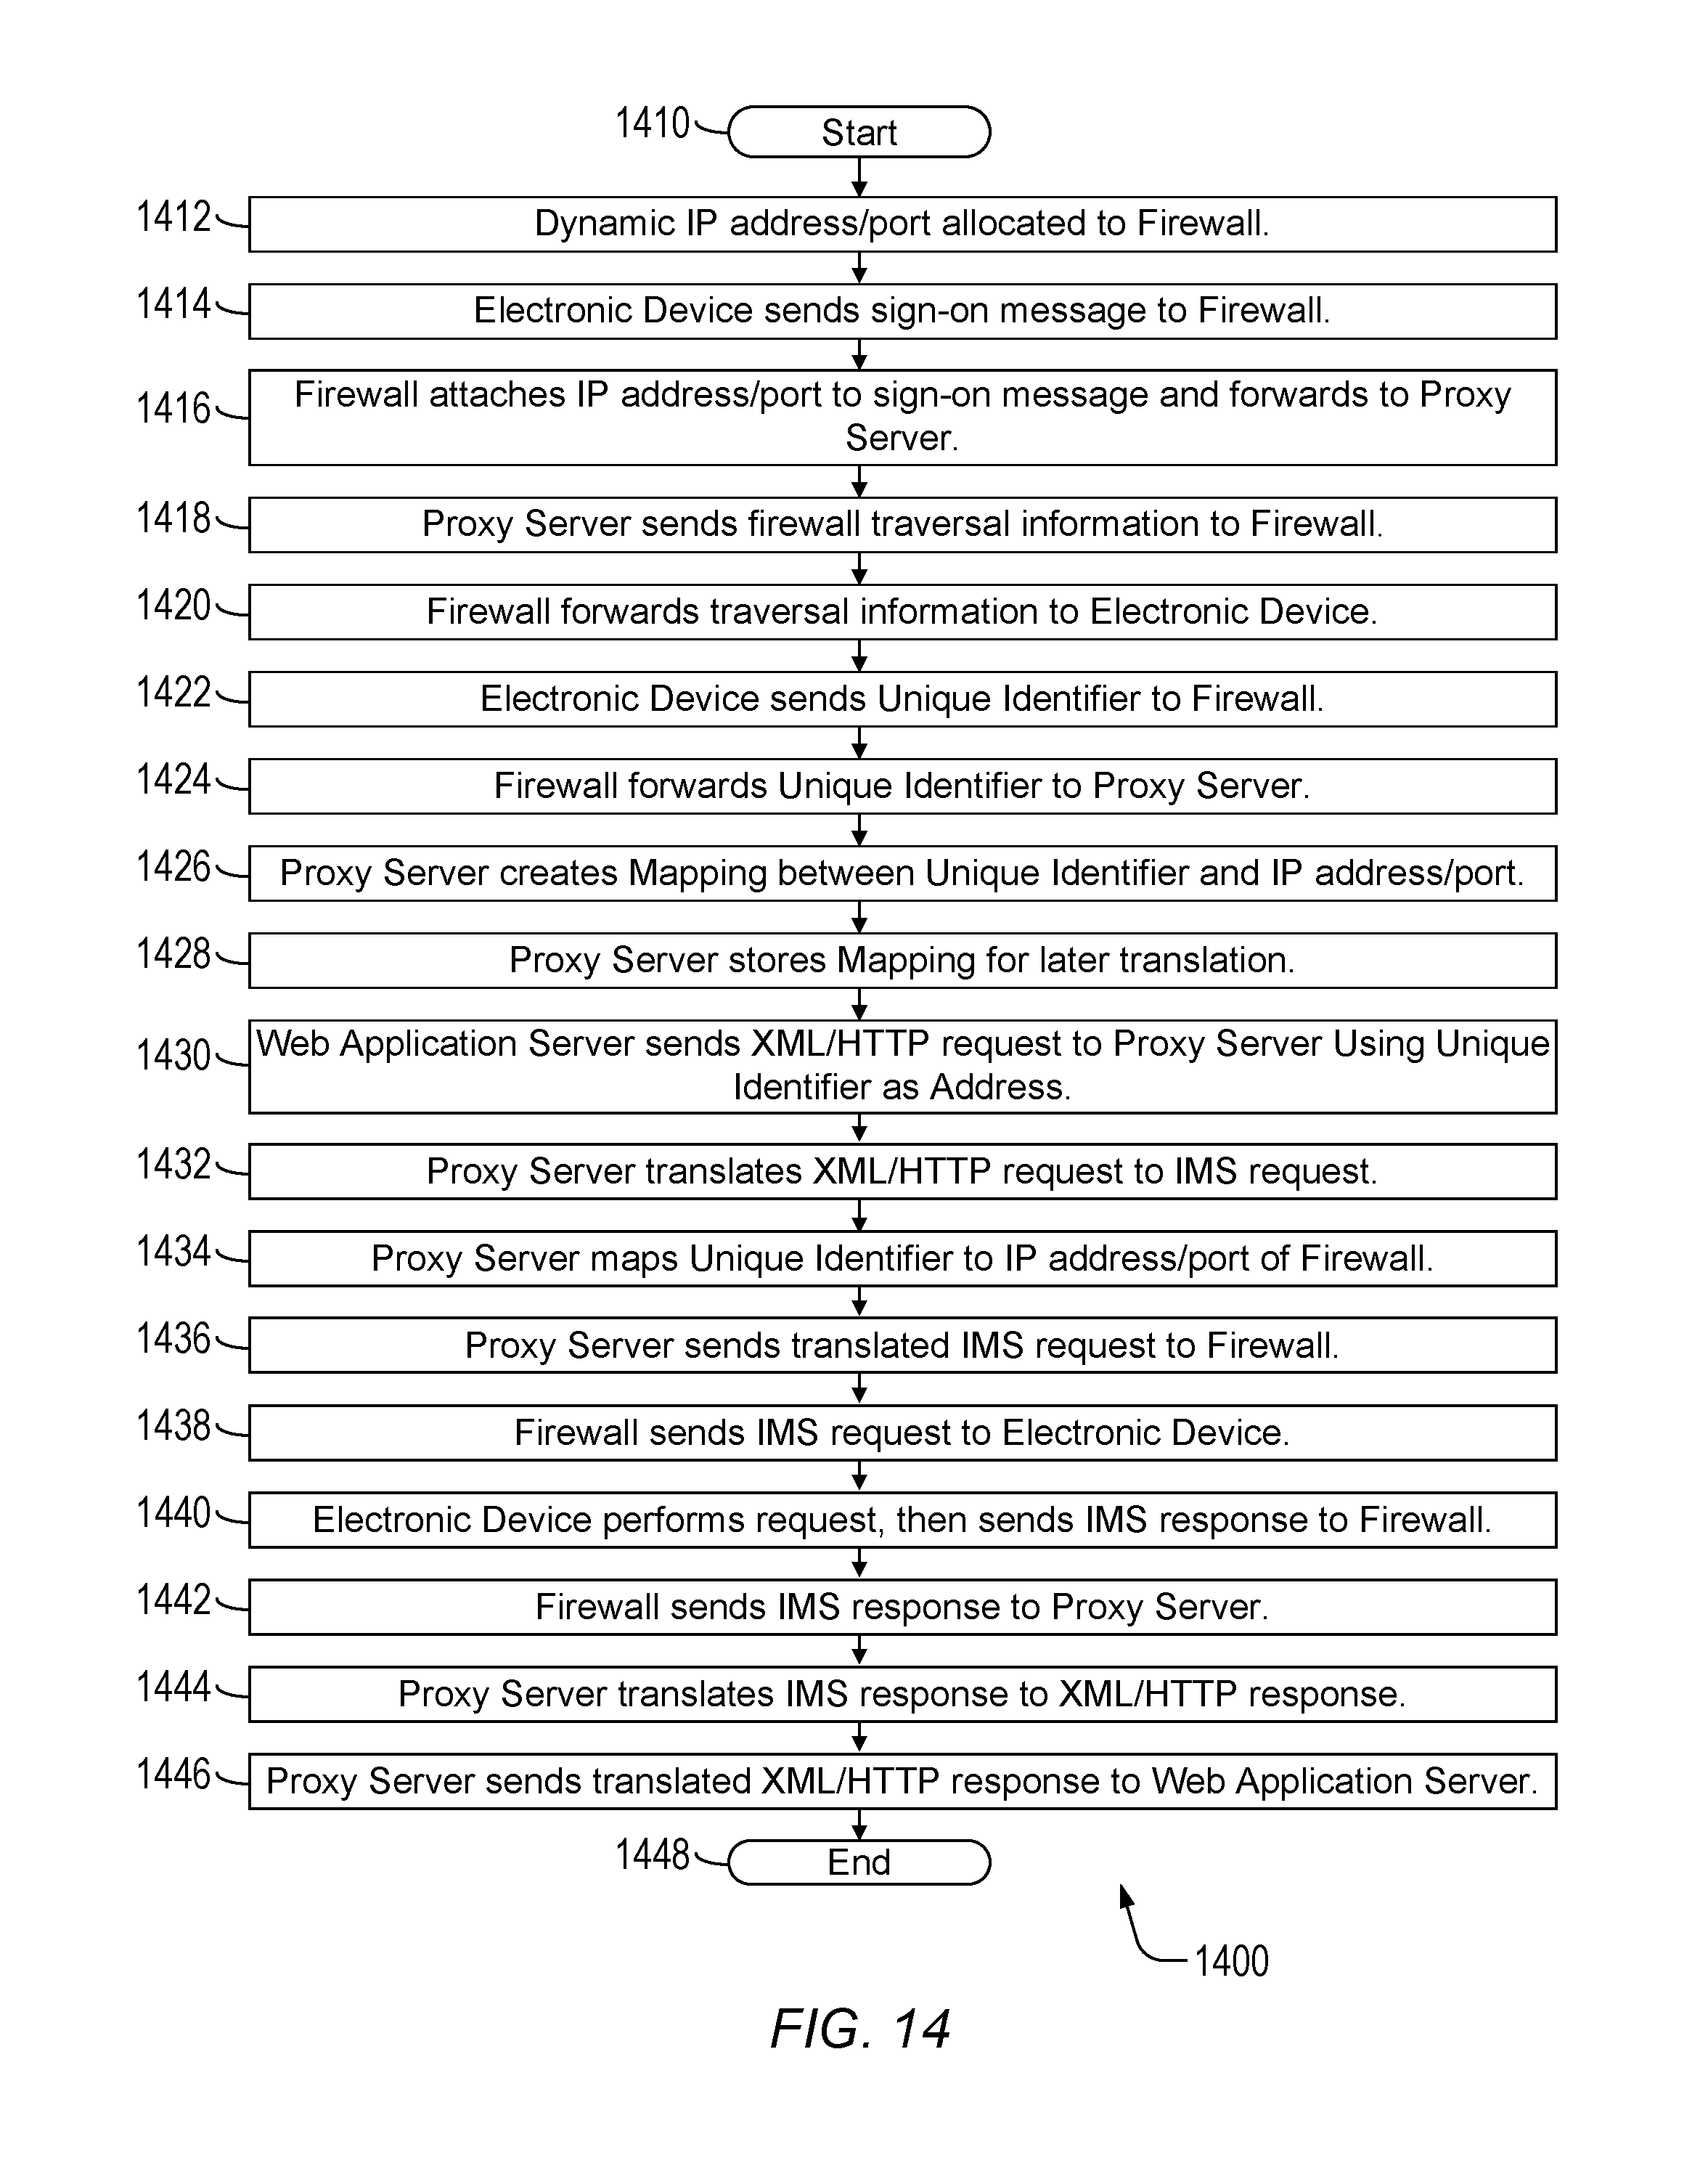 1410
Start
1412
Dynamic IP address/port allocated to Firewall.
1414
Electronic Device sends sign-on message to Firewall.
1416
Firewall attaches IP address/port to sign-on message and forwards to Proxy
Server.
1418
Proxy Server sends firewall traversal information to Firewall.
1420
Firewall forwards traversal information to Electronic Device.
1422
Electronic Device sends Unique Identifier to Firewall.
1424
Firewall forwards Unique Identifier to Proxy Server.
1426
Proxy Server creates Mapping between Unique Identifier and IP address/port.
1428
Proxy Server stores Mapping for later translation.
1430
Web Application Server sends XML/HTTP request to Proxy Server Using Unique
Identifier as Address.
1432
Proxy Server translates XML/HTTP request to IMS request.
1434
Proxy Server maps Unique Identifier to IP address/port of Firewall.
1436
Proxy Server sends translated IMS request to Firewall.
1438
Firewall sends IMS request to Electronic Device.
1440
Electronic Device performs request, then sends IMS response to Firewall.
1442
Firewall sends IMS response to Proxy Server.
1444
Proxy Server translates IMS response to XML/HTTP response.
1446
Proxy Server sends translated XML/HTTP response to Web Application Server.
1448
End
1400
FIG. 14